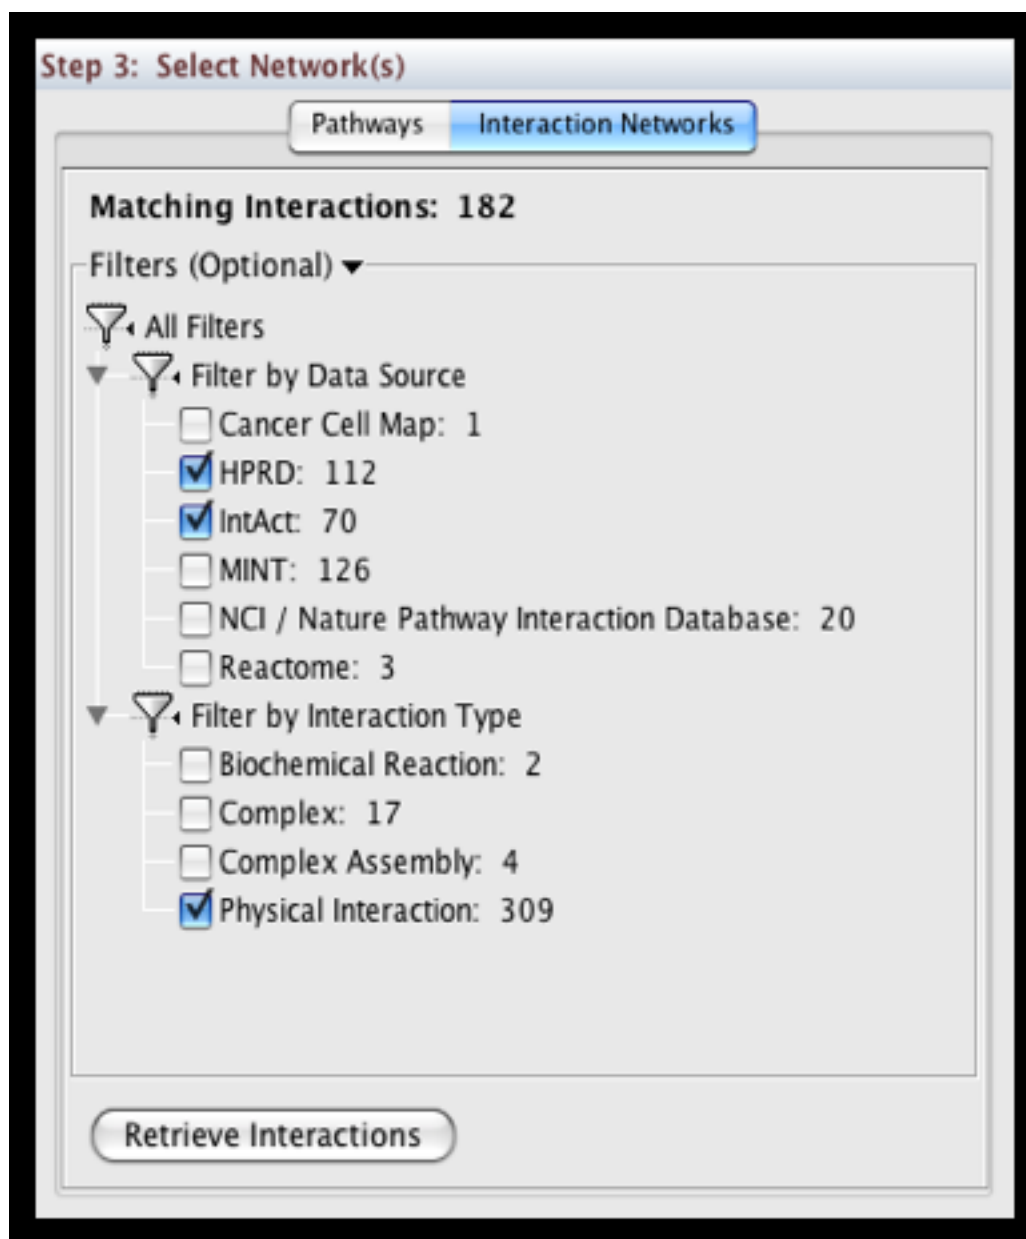 Step 3: Select Network(s)
Pathways Interaction Networks
Matching Interactions: 182
Filters (Optional)
All Filters
Filter by Data Source
Cancer Cell Map: 1
HPRD: 112
IntAct: 70
MINT: 126
NCI / Nature Pathway Interaction Database: 20
Reactome: 3
Filter by Interaction Type
Biochemical Reaction: 2
Complex: 17
Complex Assembly: 4
Physical Interaction: 309
Retrieve Interactions